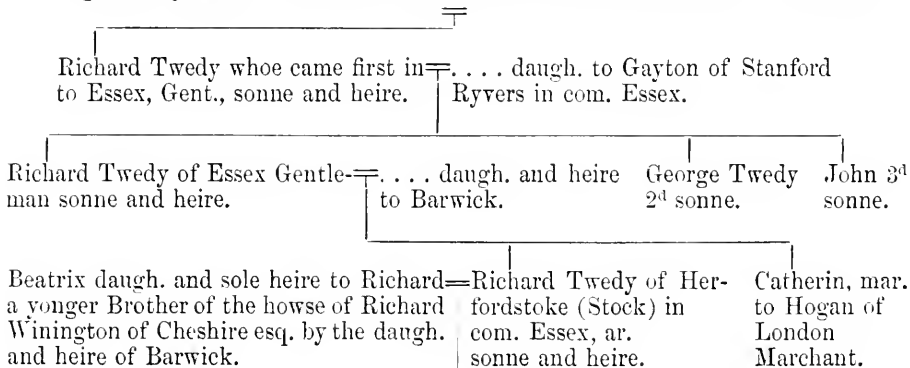 Richard Twedy whoe came first in
to Essex, Gent., sonne and heire.
. . . . daugh. to Gayton of Stanford
Ryvers in com. Essex.
Richard Twedy of Essex Gentle-
man sonne and heire.
. . . . daugh. and heire
to Barwick.
George Twedy
2d sonne.
John 3d
sonne.
Beatrix daugh. and sole heire to Richard
a yonger Brother of the howse of Richard
Winington of Cheshire esq. by the daugh.
and heire of Barwick.
Richard Twedy of Her-
fordstoke (Stock) in
com. Essex, ar.
sonne and heire.
Catherin, mar.
to Hogan of
London
Marchant.